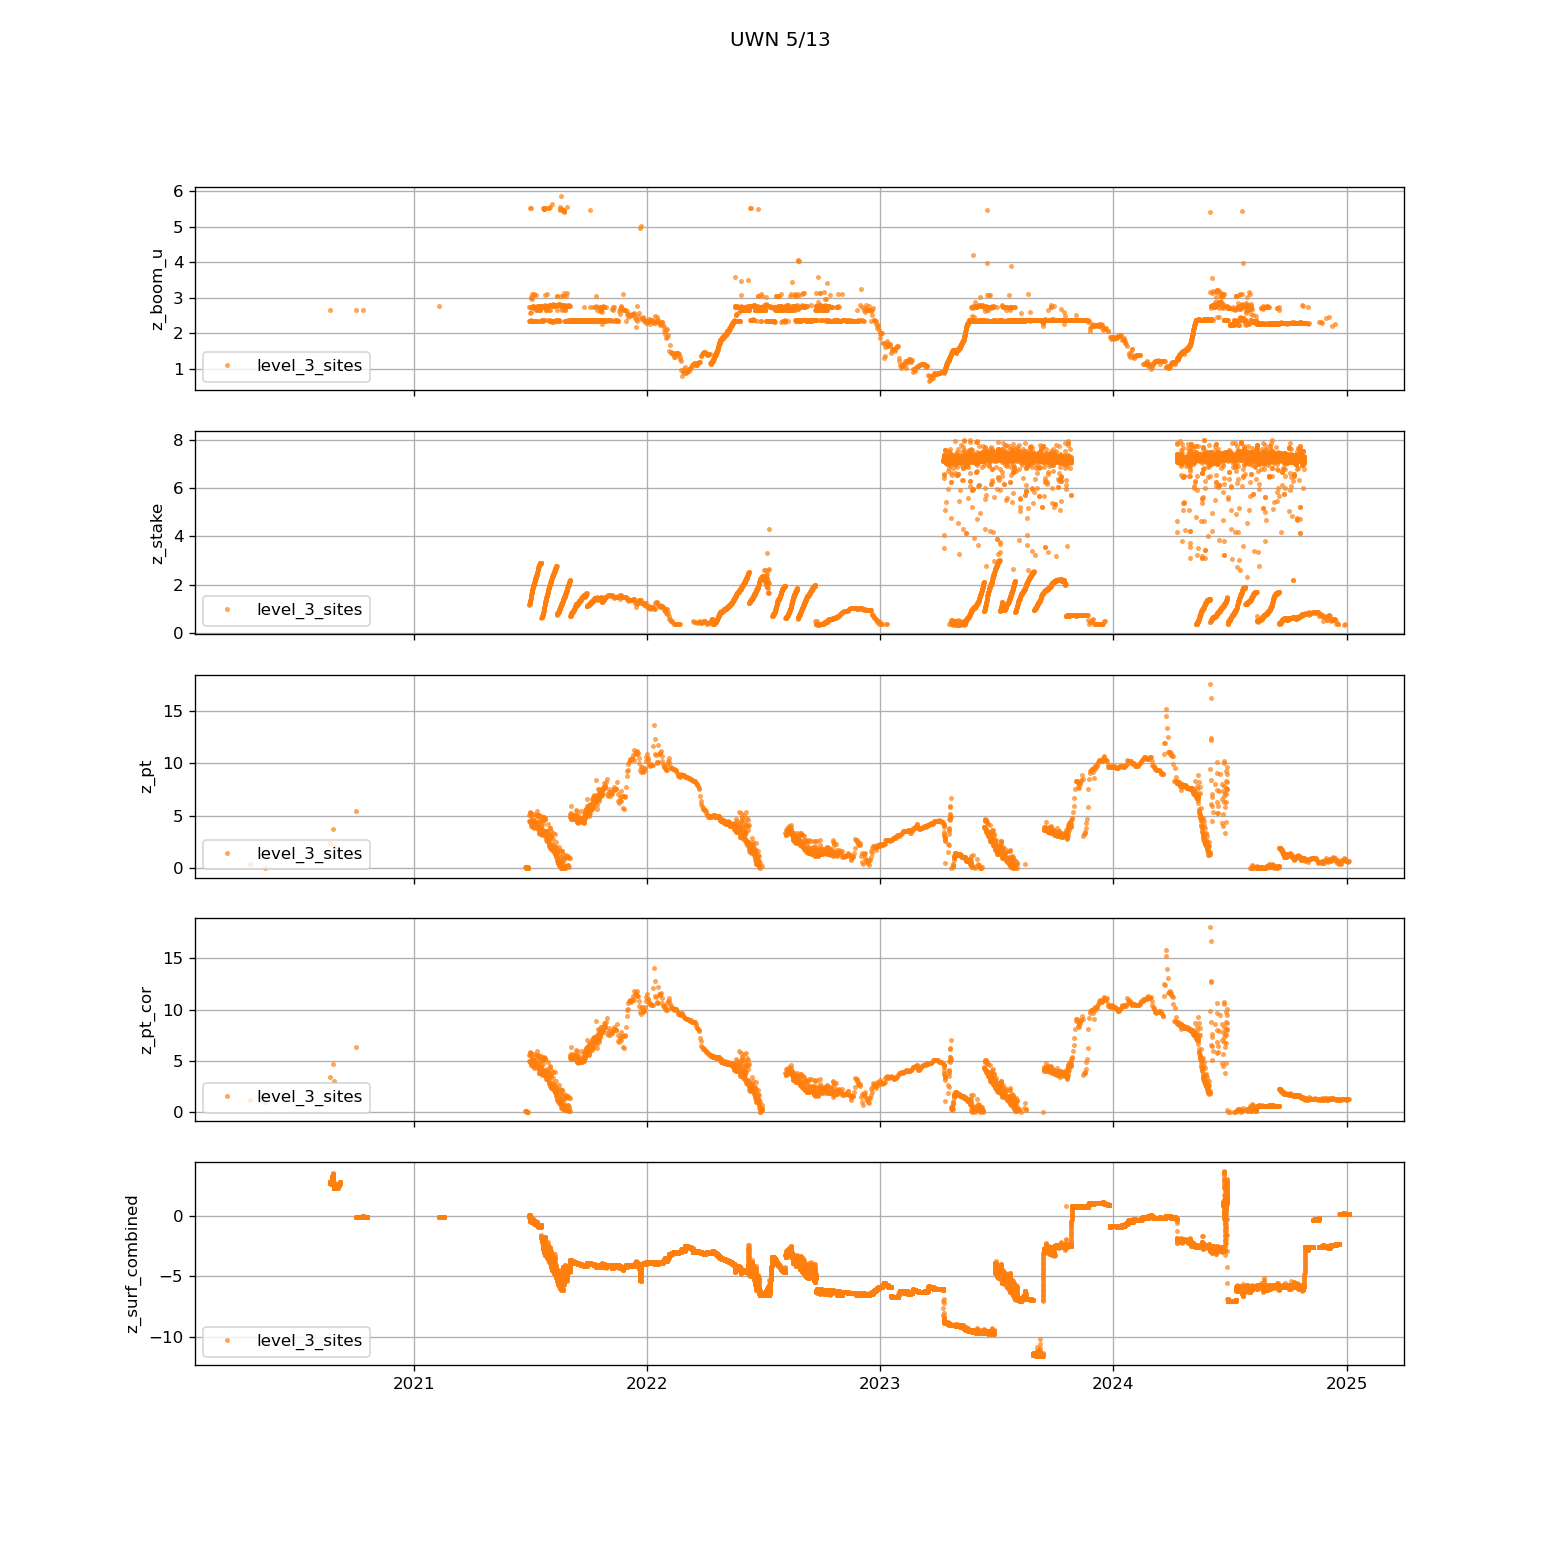 UWN 5/13
z_boom_u
6
5
4
3
2
1
level_3_sites
z_stake
8
6
4
2
0
level_3_sites
z_pt
15
10
5
0
level_3_sites
z_pt_cor
15
10
5
0
level_3_sites
z_surf_combined
0
−5
−10
level_3_sites
2021 2022 2023 2024 2025